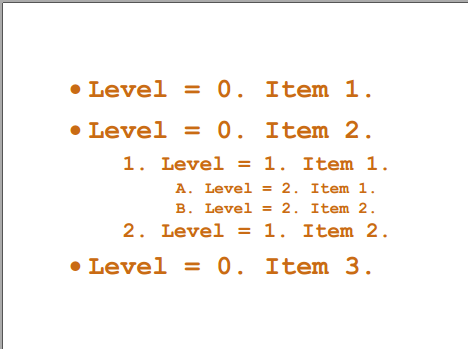 • Level = 0. Item 1.
• Level = 0. Item 2.
1. Level = 1. Item 1.
A. Level = 2. Item 1.
B. Level = 2. Item 2.
2. Level = 1. Item 2.
• Level = 0. Item 3.